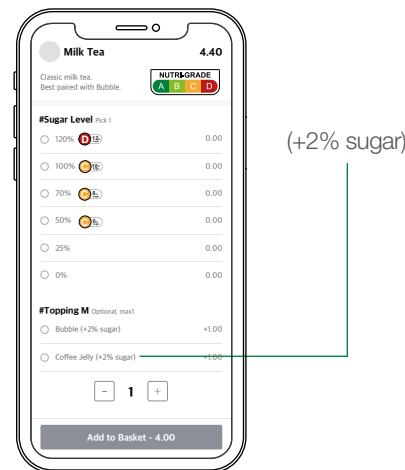 Milk Tea 4.40
Classic milk tea.
Best paired with Bubble.
NUTRI-GRADE
A B C D
#Sugar Level Pick 1
120% D 0.00
100% 0.00
70% 0.00
50% 0.00
25% 0.00
0% 0.00
#Topping M Optional, max1
Bubble (+2% sugar) +1.00
Coffee Jelly (+2% sugar) +1.00
- 1 +
Add to Basket - 4.00
(+2% sugar)